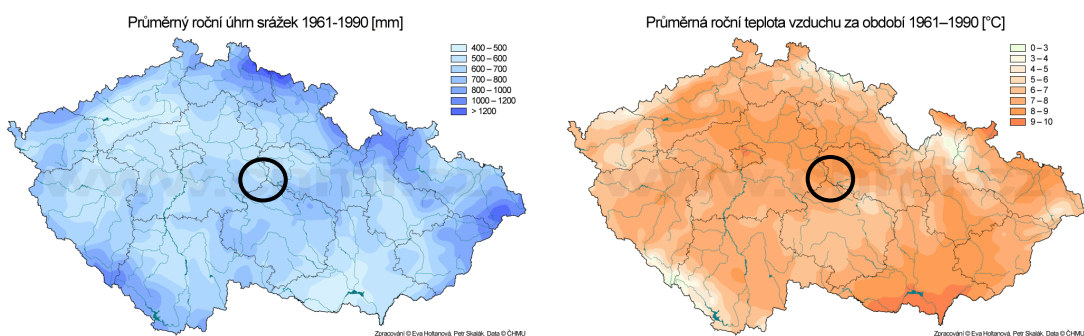 Průměrný roční úhrn srážek 1961-1990 [mm]
400 – 500
500 – 600
600 – 700
700 – 800
800 – 1000
1000 – 1200
> 1200
Zpracování © Eva Holtanová, Petr Skalák, Data © ČHMÚ
Průměrná roční teplota vzduchu za období 1961–1990 [°C]
0 – 3
3 – 4
4 – 5
5 – 6
6 – 7
7 – 8
8 – 9
9 – 10
Zpracování © Eva Holtanová, Petr Skalák, Data © ČHMÚ